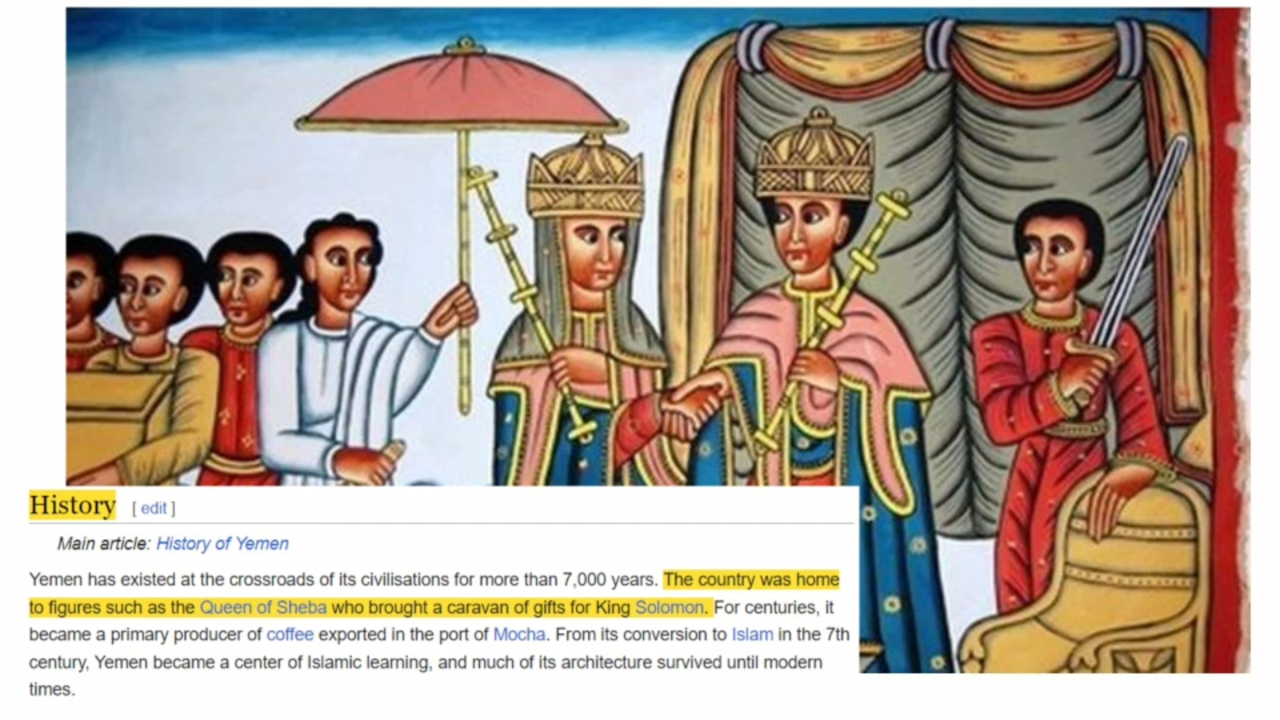 History [ edit ]
Main article: History of Yemen
Yemen has existed at the crossroads of its civilisations for more than 7,000 years. The country was home
to figures such as the Queen of Sheba who brought a caravan of gifts for King Solomon. For centuries, it
became a primary producer of coffee exported in the port of Mocha. From its conversion to Islam in the 7th
century, Yemen became a center of Islamic learning, and much of its architecture survived until modern
times.